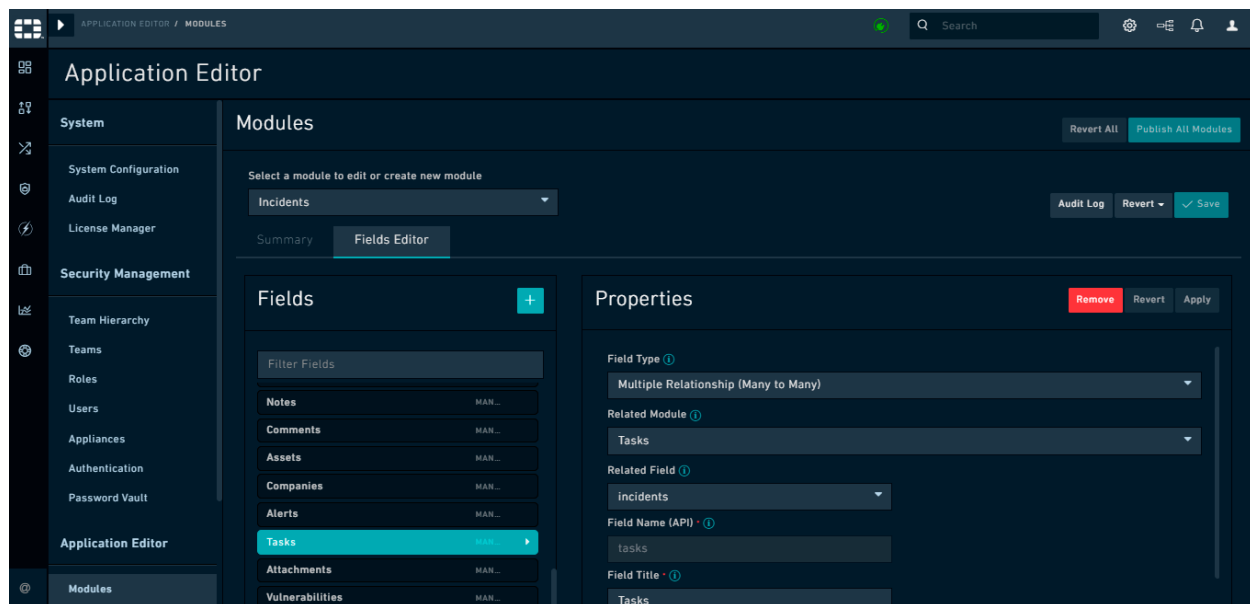 APPLICATION EDITOR / MODULES
Search
Application Editor
System
System Configuration
Audit Log
License Manager
Security Management
Team Hierarchy
Teams
Roles
Users
Appliances
Authentication
Password Vault
Application Editor
Modules
@
Modules
Revert All
Publish All Modules
Select a module to edit or create new module
Incidents
Audit Log
Revert
Save
Summary
Fields Editor
Fields
+
Filter Fields
Notes MAN...
Comments MAN...
Assets MAN...
Companies MAN...
Alerts MAN...
Tasks MAN...
Attachments MAN...
Vulnerabilities MAN...
Properties
Remove
Revert
Apply
Field Type
Multiple Relationship (Many to Many)
Related Module
Tasks
Related Field
incidents
Field Name (API) *
tasks
Field Title *
Tasks